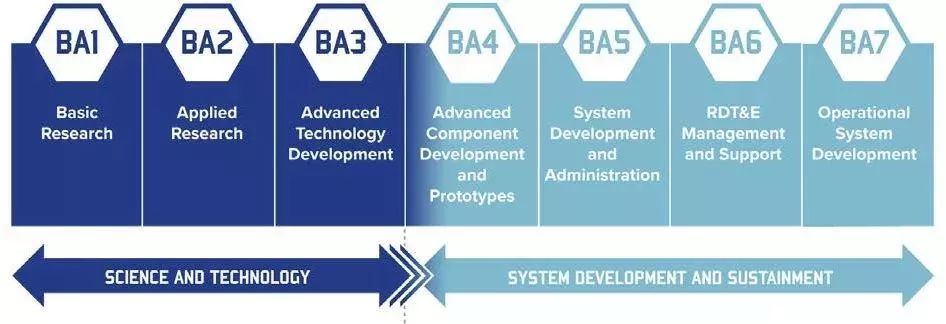 BA1
Basic
Research
BA2
Applied
Research
BA3
Advanced
Technology
Development
BA4
Advanced
Component
Development
and
Prototypes
BA5
System
Development
and
Administration
BA6
RDT&E
Management
and Support
BA7
Operational
System
Development
SCIENCE AND TECHNOLOGY
SYSTEM DEVELOPMENT AND SUSTAINMENT